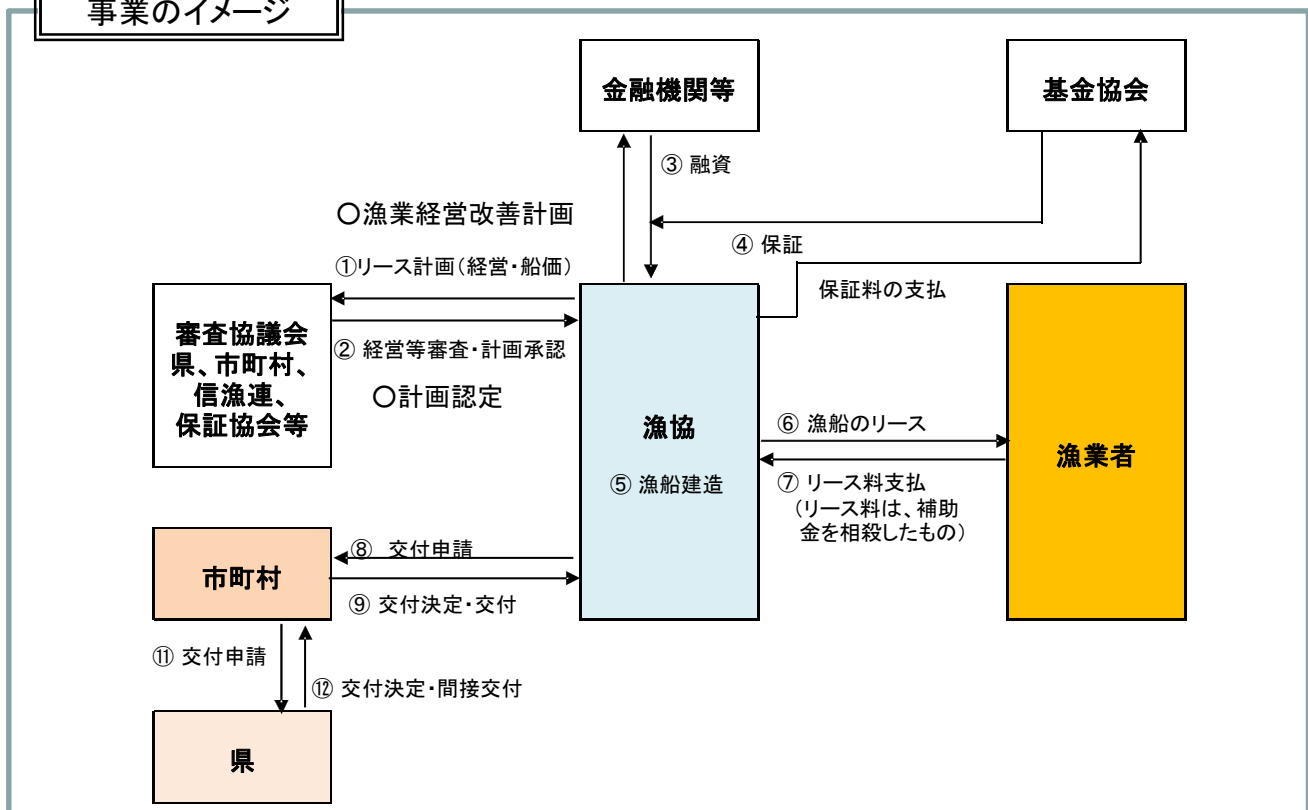 事業のイメージ
金融機関等
基金協会
③ 融資
○漁業経営改善計画
④ 保証
①リース計画(経営・船価)
保証料の支払
審査協議会
県、市町村、
信漁連、
保証協会等
② 経営等審査・計画承認
○計画認定
漁協
⑤ 漁船建造
⑥ 漁船のリース
漁業者
⑦ リース料支払
(リース料は、補助
金を相殺したもの)
⑧ 交付申請
市町村
⑨ 交付決定・交付
⑪ 交付申請
⑫ 交付決定・間接交付
県